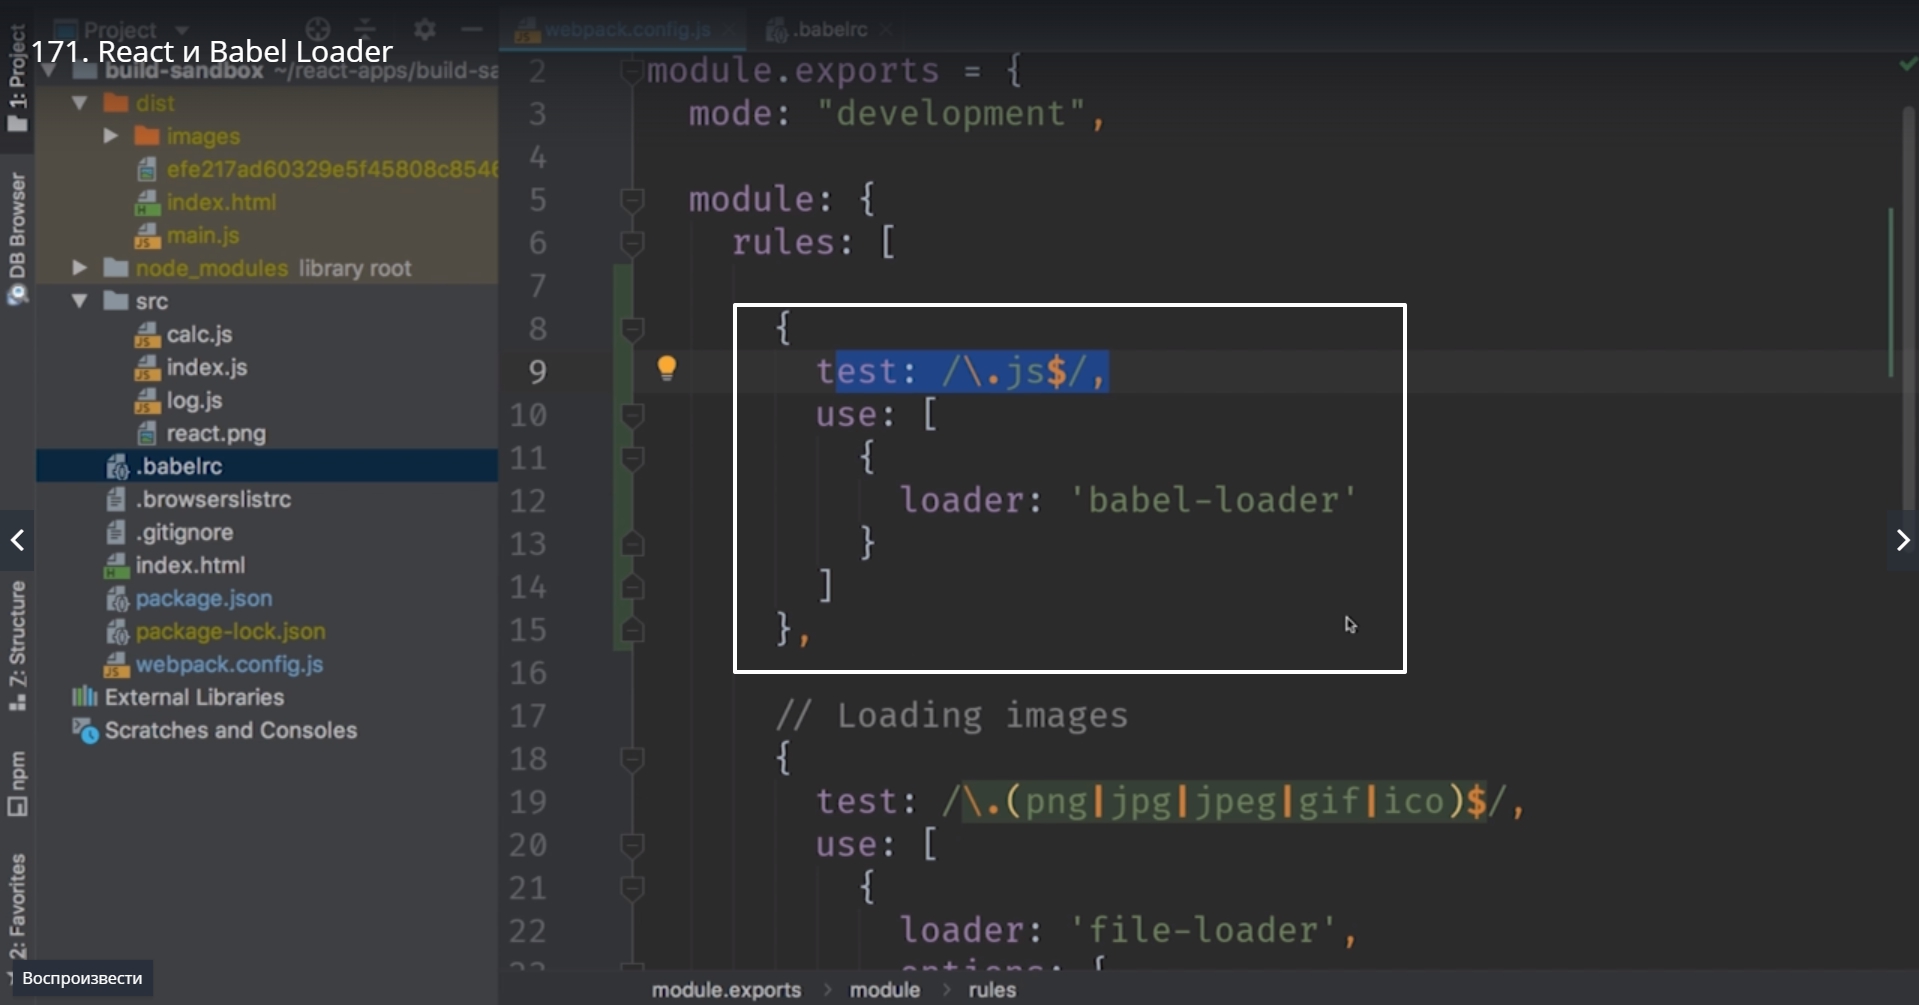 171. React и Babel Loader
Project
webpack.config.js
.babelrc
1: Project
DB Browser
Z: Structure
npm
2: Favorites
build-sandbox ~/react-apps/build-sa
dist
images
efe217ad60329e5f45808c8546
index.html
main.js
node_modules library root
src
calc.js
index.js
log.js
react.png
.babelrc
.browserslistrc
.gitignore
index.html
package.json
package-lock.json
webpack.config.js
External Libraries
Scratches and Consoles
Воспроизвести
2 module.exports = {
3 mode: "development",
4
5 module: {
6 rules: [
7
8 {
9 test: /\.js$/,
10 use: [
11 {
12 loader: 'babel-loader'
13 }
14 ]
15 },
16
17 // Loading images
18 {
19 test: /\.(png|jpg|jpeg|gif|ico)$/,
20 use: [
21 {
22 loader: 'file-loader',
23 options: {
module.exports > module > rules